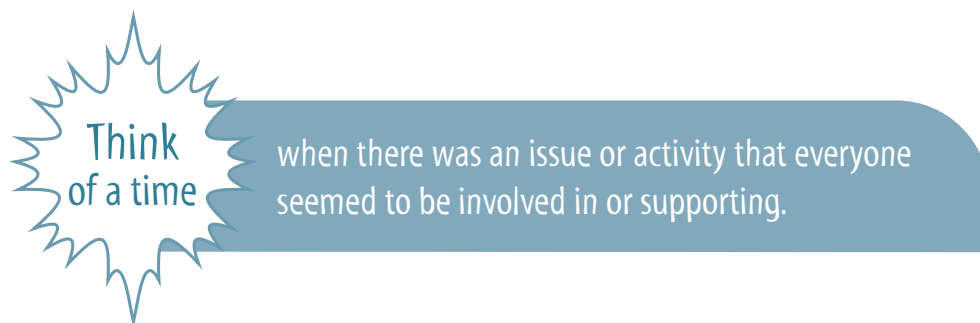 Think
of a time
when there was an issue or activity that everyone
seemed to be involved in or supporting.